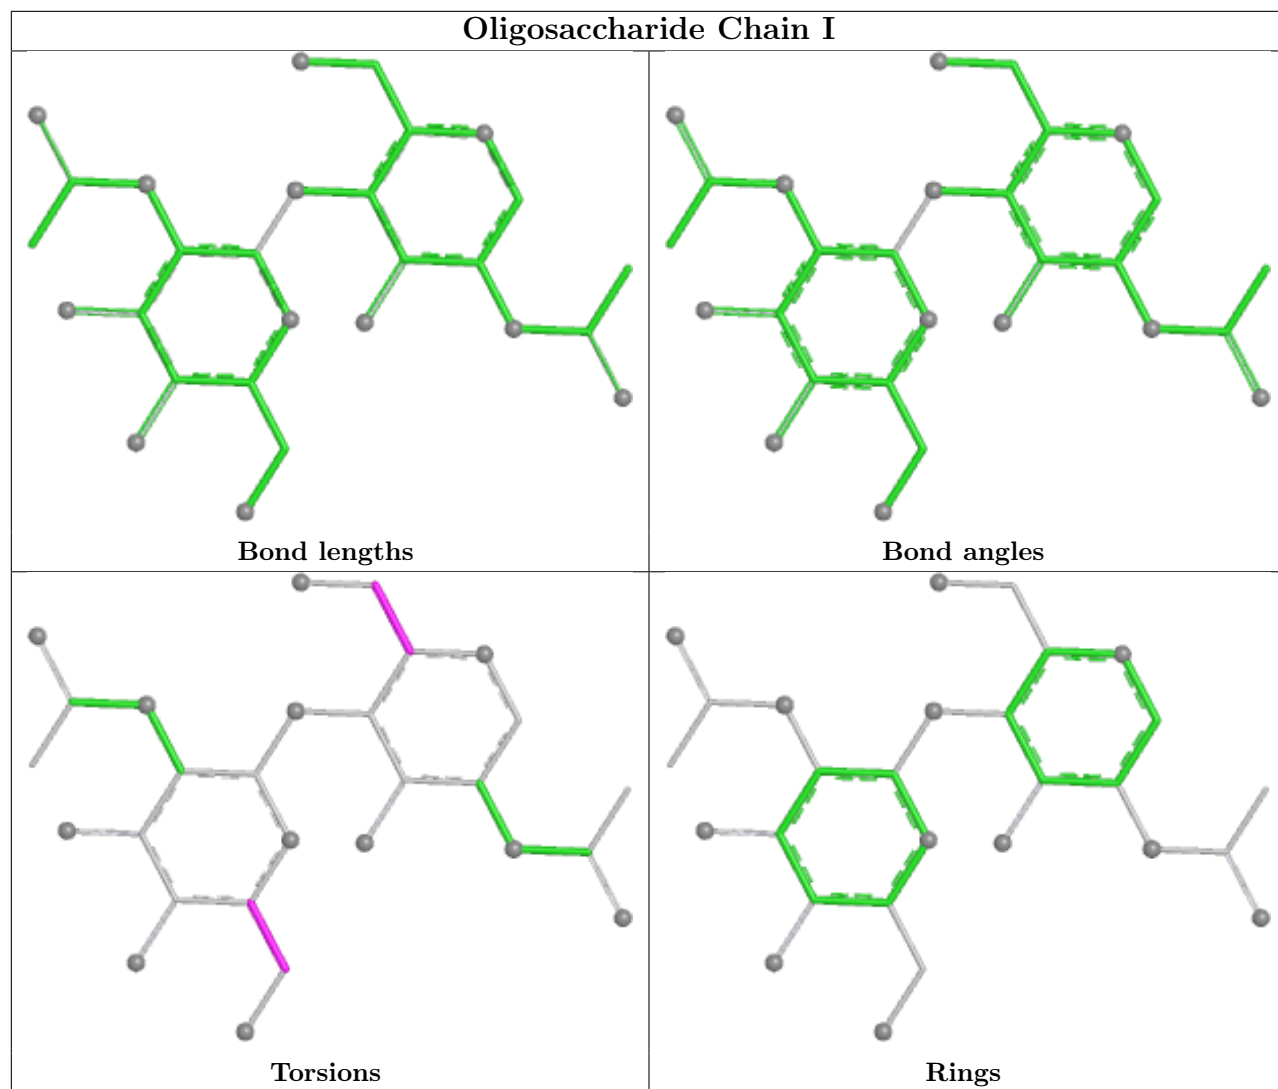 Oligosaccharide Chain I
Bond lengths
Bond angles
Torsions
Rings